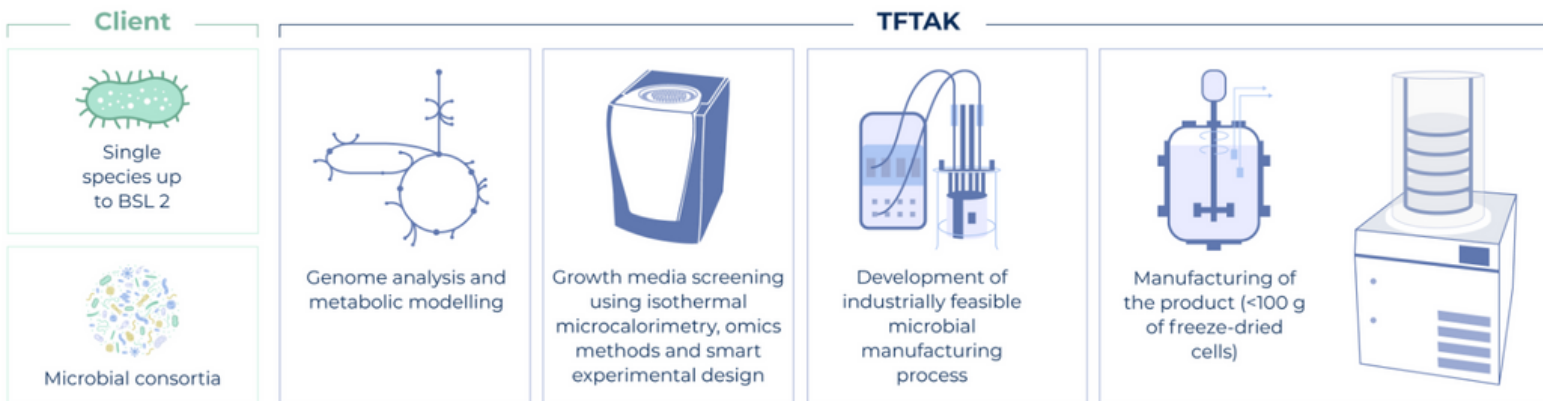 Client
Single
species up
to BSL 2
Microbial consortia
TFTAK
Genome analysis and
metabolic modelling
Growth media screening
using isothermal
microcalorimetry, omics
methods and smart
experimental design
Development of
industrially feasible
microbial
manufacturing
process
Manufacturing of
the product (<100 g
of freeze-dried
cells)